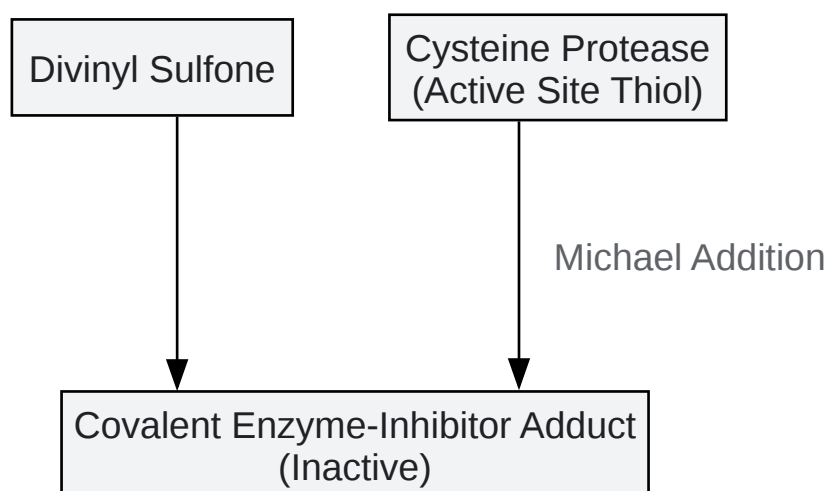 Divinyl Sulfone
Cysteine Protease
(Active Site Thiol)
Michael Addition
Covalent Enzyme-Inhibitor Adduct
(Inactive)